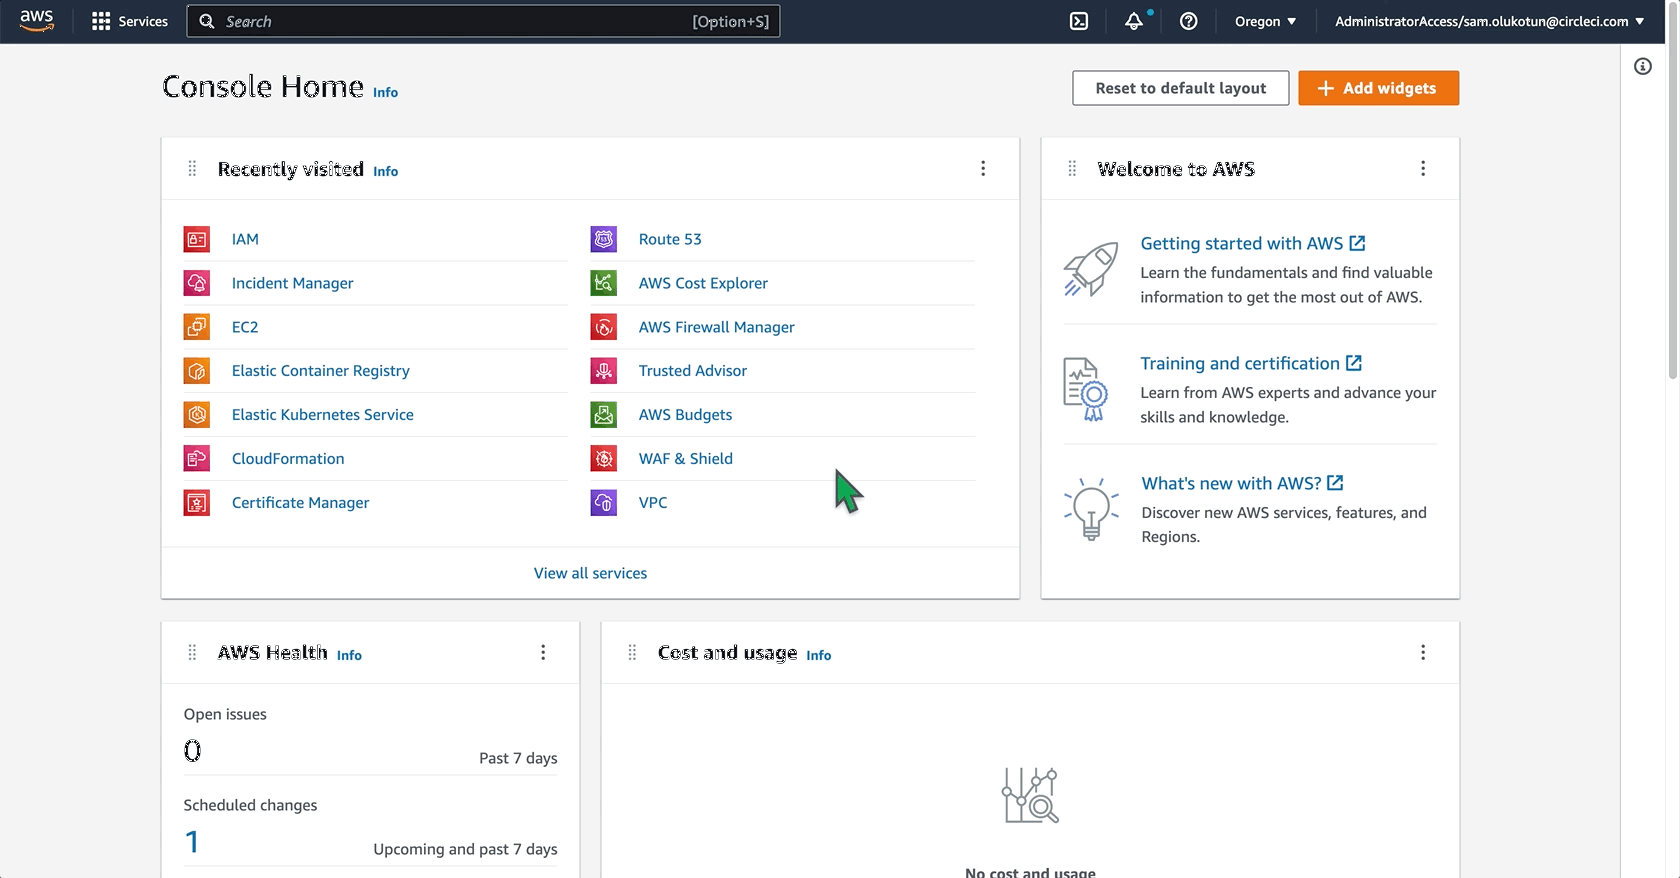 aws
Services
Search
[Option+S]
Oregon
AdministratorAccess/sam.olukotun@circleci.com
Console Home Info
Reset to default layout
Add widgets
Recently visited Info
IAM
Incident Manager
EC2
Elastic Container Registry
Elastic Kubernetes Service
CloudFormation
Certificate Manager
Route 53
AWS Cost Explorer
AWS Firewall Manager
Trusted Advisor
AWS Budgets
WAF & Shield
VPC
View all services
Welcome to AWS
Getting started with AWS
Learn the fundamentals and find valuable
information to get the most out of AWS.
Training and certification
Learn from AWS experts and advance your
skills and knowledge.
What's new with AWS?
Discover new AWS services, features, and
Regions.
AWS Health Info
Open issues
0
Past 7 days
Scheduled changes
1
Upcoming and past 7 days
Cost and usage Info
No cost and usage